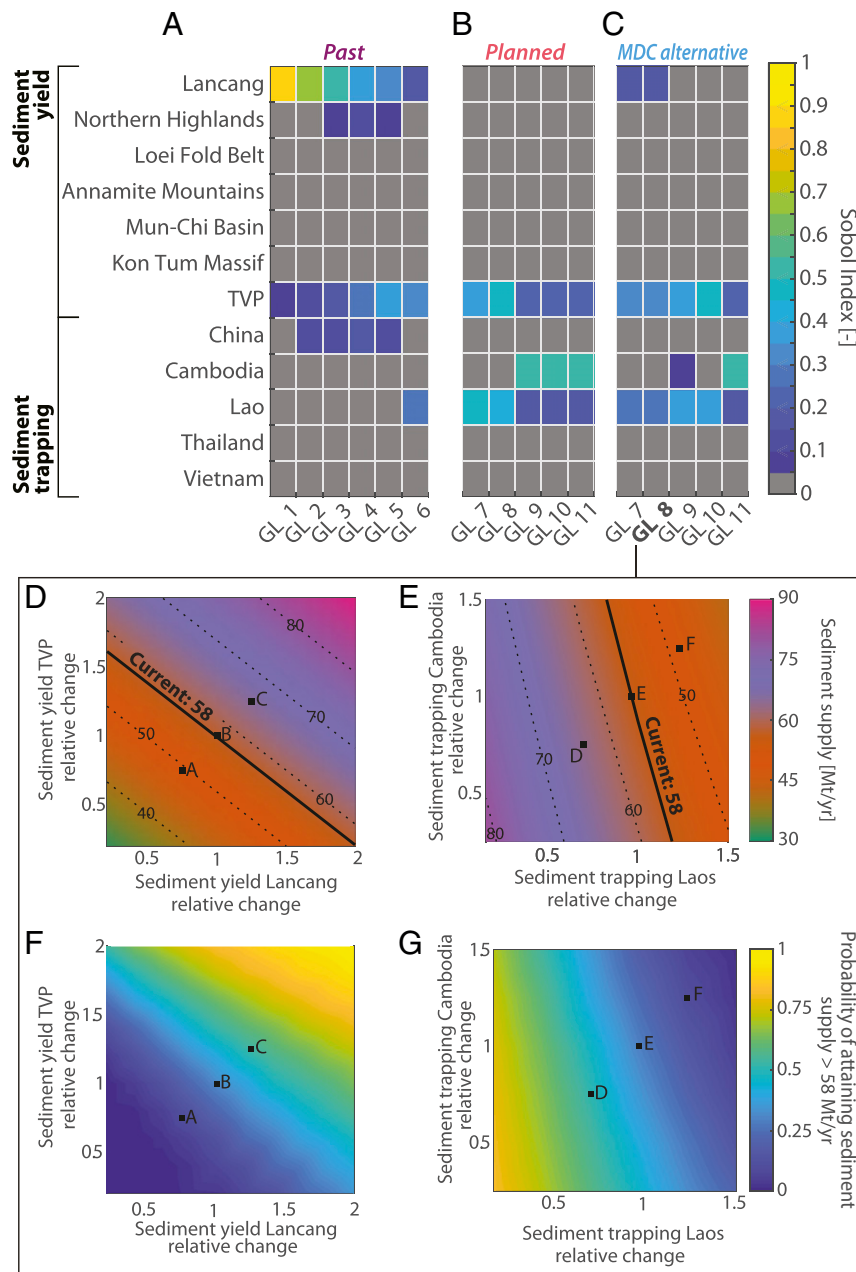 A
B
C
Past
Planned
MDC alternative
Sediment
yield
Sediment
trapping
Lancang
Northern Highlands
Loei Fold Belt
Annamite Mountains
Mun-Chi Basin
Kon Tum Massif
TVP
China
Cambodia
Lao
Thailand
Vietnam
GL 1
GL 2
GL 3
GL 4
GL 5
GL 6
GL 7
GL 8
GL 9
GL 10
GL 11
GL 7
GL 8
GL 9
GL 10
GL 11
1
0.9
0.8
0.7
0.6
0.5
0.4
0.3
0.2
0.1
0
Sobol Index [-]
D
2
1.5
1
0.5
Sediment yield TVP
relative change
80
70
60
50
40
Current: 58
A
B
C
0.5
1
1.5
2
Sediment yield Lancang
relative change
E
1.5
1
0.5
Sediment trapping Cambodia
relative change
80
70
60
50
Current: 58
D
E
F
0.5
1
1.5
Sediment trapping Laos
relative change
90
75
60
45
30
Sediment supply [Mt/yr]
F
2
1.5
1
0.5
Sediment yield TVP
relative change
A
B
C
0.5
1
1.5
2
Sediment yield Lancang
relative change
G
1.5
1
0.5
Sediment trapping Cambodia
relative change
D
E
F
0.5
1
1.5
Sediment trapping Laos
relative change
1
0.75
0.5
0.25
0
Probability of attaining sediment
supply > 58 Mt/yr